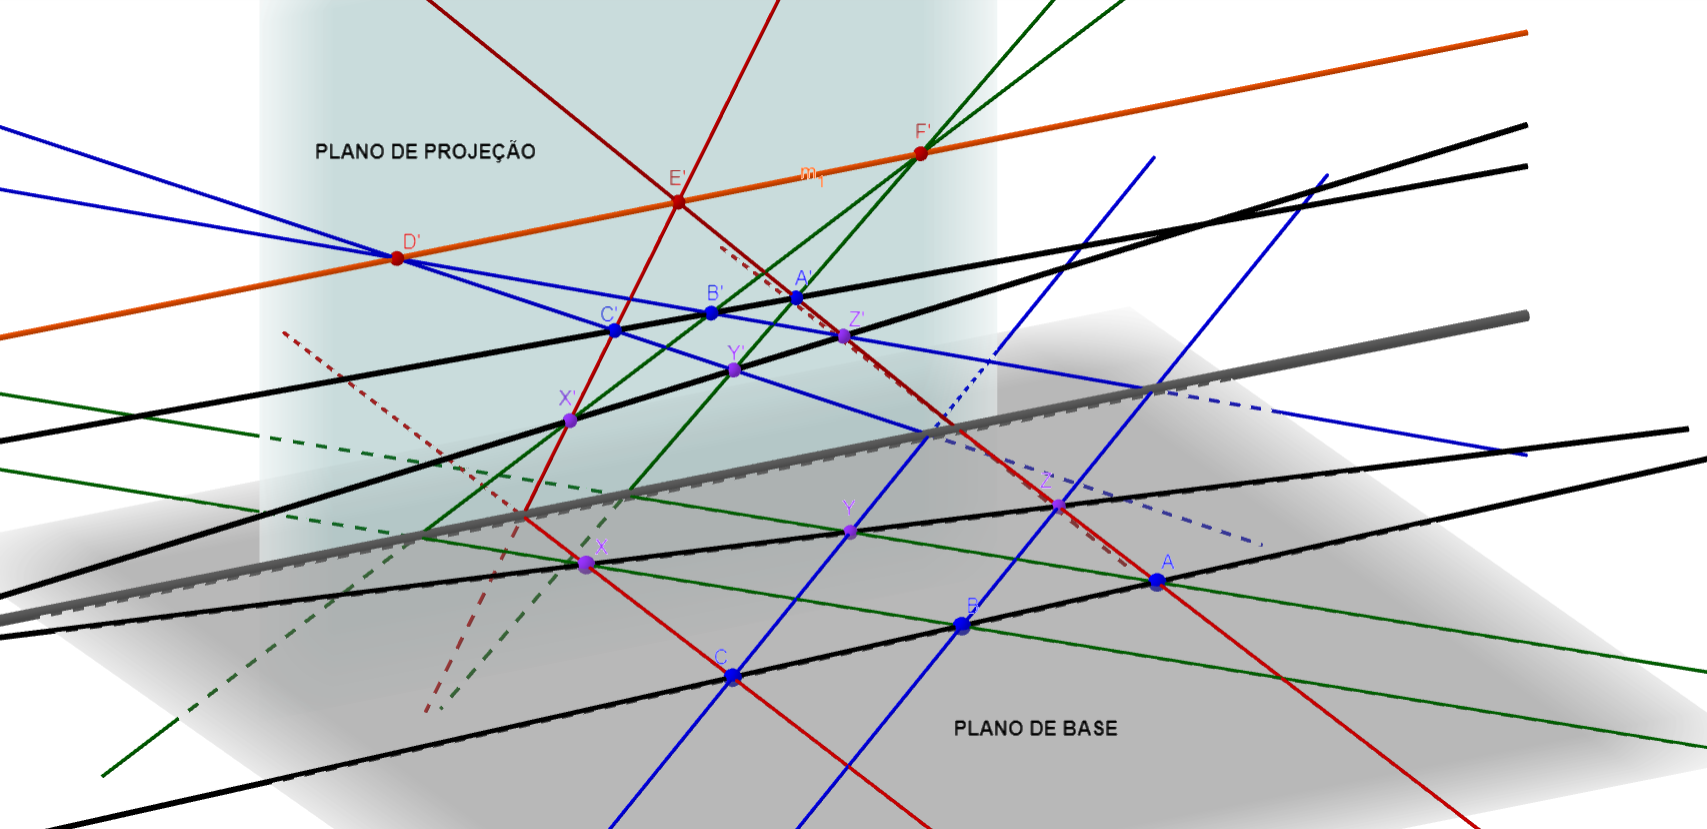 F'
PLANO DE PROJEÇÃO
E'
m₁
D'
A'
B'
C'
Z'
Y'
X'
Z
Y
X
A
B
C
PLANO DE BASE